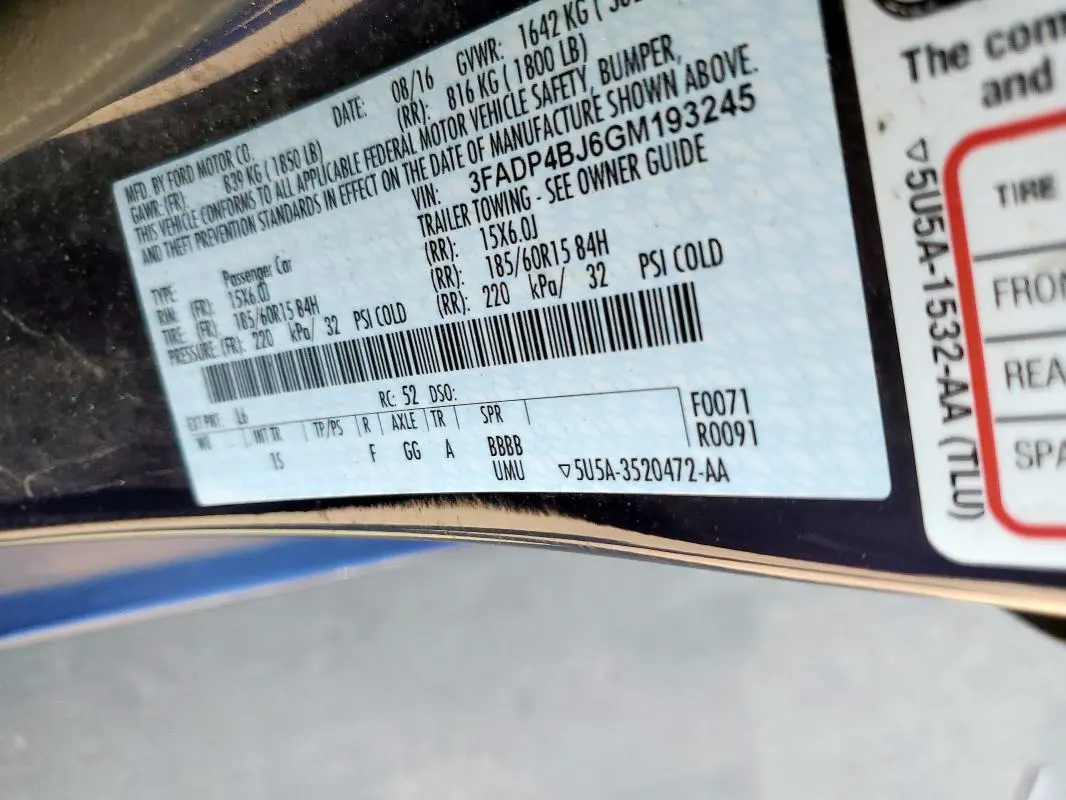 MFD. BY FORD MOTOR CO.
DATE: 08/16 GVWR: 1642 KG (
GAWR: (FR): 839 KG (1850 LB) (RR): 816 KG (1800 LB)
THIS VEHICLE CONFORMS TO ALL APPLICABLE FEDERAL MOTOR VEHICLE SAFETY, BUMPER,
AND THEFT PREVENTION STANDARDS IN EFFECT ON THE DATE OF MANUFACTURE SHOWN ABOVE.
VIN: 3FADP4BJ6GM193245
TYPE: Passenger Car TRAILER TOWING - SEE OWNER GUIDE
RIM: (FR): 15X6.0J (RR): 15X6.0J
TIRE: (FR): 185/60R15 84H (RR): 185/60R15 84H
PRESSURE: (FR): 220 kPa/ 32 PSI COLD (RR): 220 kPa/ 32 PSI COLD
EXT PNT: L6 RC: 52 DSO:
WB INT TR TP/PS R AXLE TR SPR F0071
15 F GG A BBBB R0091
UMU ▽5U5A-3520472-AA
The com
and
▽5U5A-1532-AA (TLU)
TIRE
FRON
REA
SPA